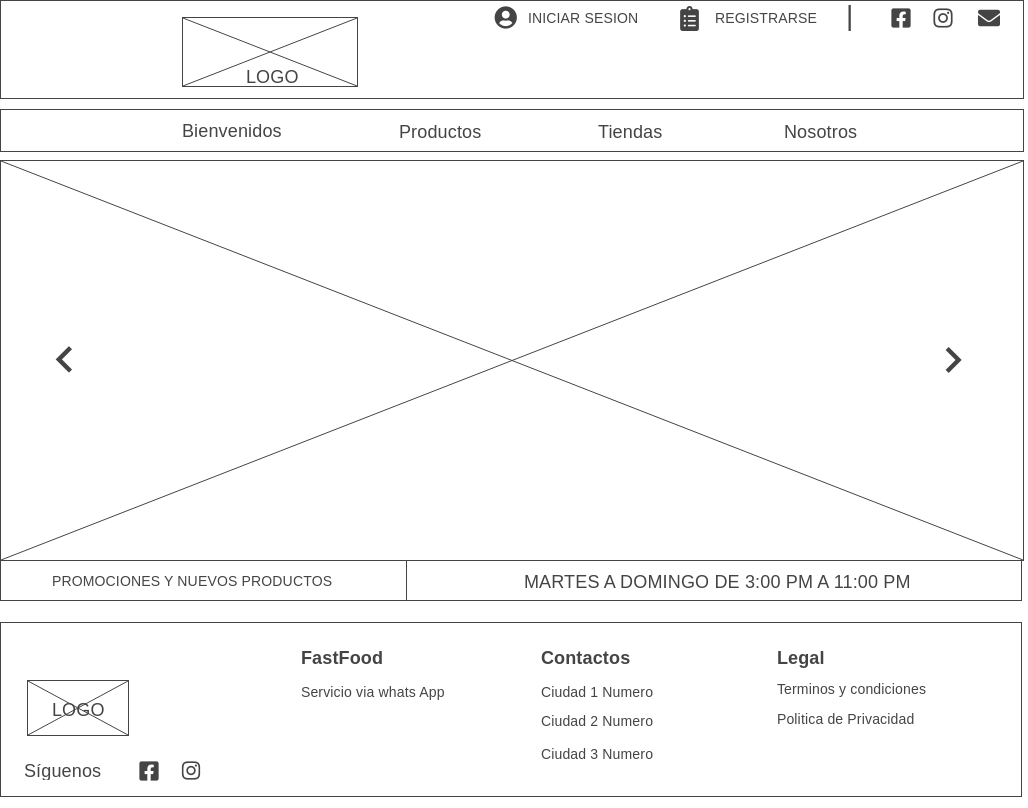 INICIAR SESION
REGISTRARSE
LOGO
Bienvenidos
Productos
Tiendas
Nosotros
PROMOCIONES Y NUEVOS PRODUCTOS
MARTES A DOMINGO DE 3:00 PM A 11:00 PM
LOGO
Síguenos
FastFood
Servicio via whats App
Contactos
Ciudad 1 Numero
Ciudad 2 Numero
Ciudad 3 Numero
Legal
Terminos y condiciones
Politica de Privacidad